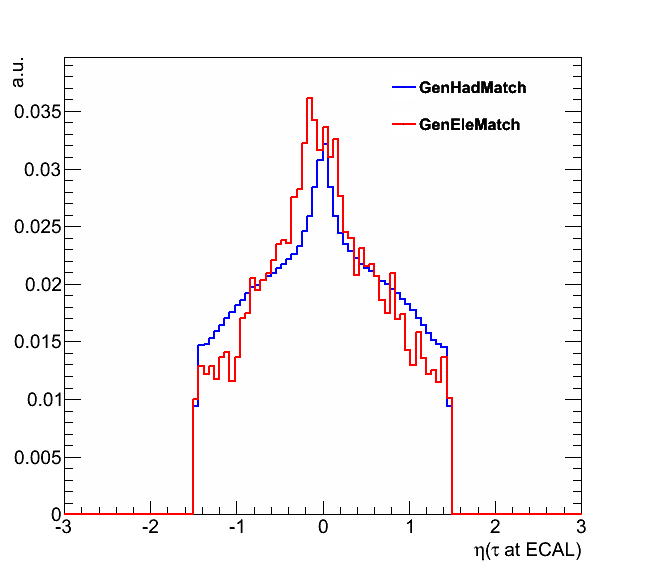 a.u.
GenHadMatch
GenEleMatch
0.035
0.03
0.025
0.02
0.015
0.01
0.005
0
-3 -2 -1 0 1 2 3
η(τ at ECAL)